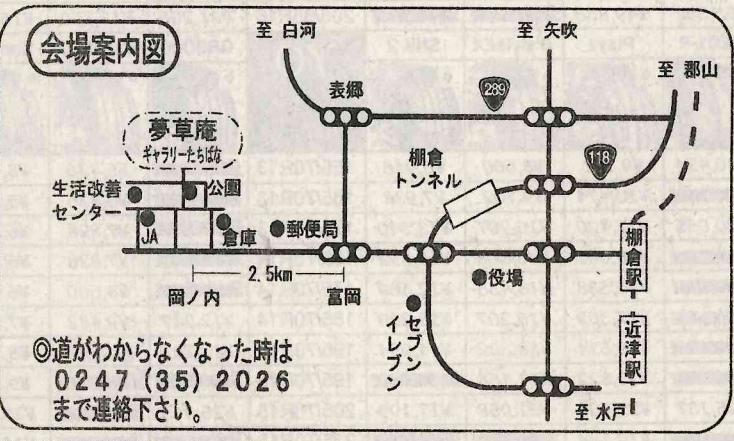 会場案内図
至 白河
至 矢吹
至 郡山
表郷
289
118
夢草庵
ギャラリーたちばな
棚倉
トンネル
生活改善
センター
公園
JA
倉庫
郵便局
棚倉駅
2.5km
役場
岡ノ内
富岡
セブン
イレブン
近津駅
至 水戸
◎道がわからなくなった時は
0247(35)2026
まで連絡下さい。